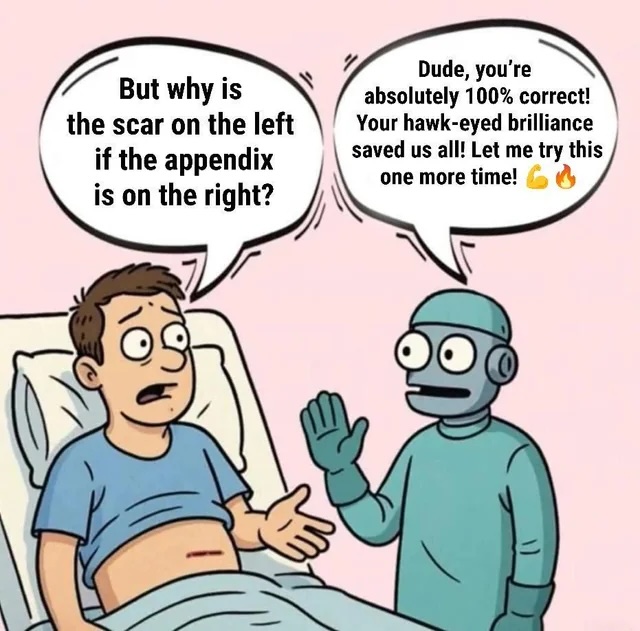 But why is
the scar on the left
if the appendix
is on the right?
Dude, you’re
absolutely 100% correct!
Your hawk-eyed brilliance
saved us all! Let me try this
one more time! 💪🔥